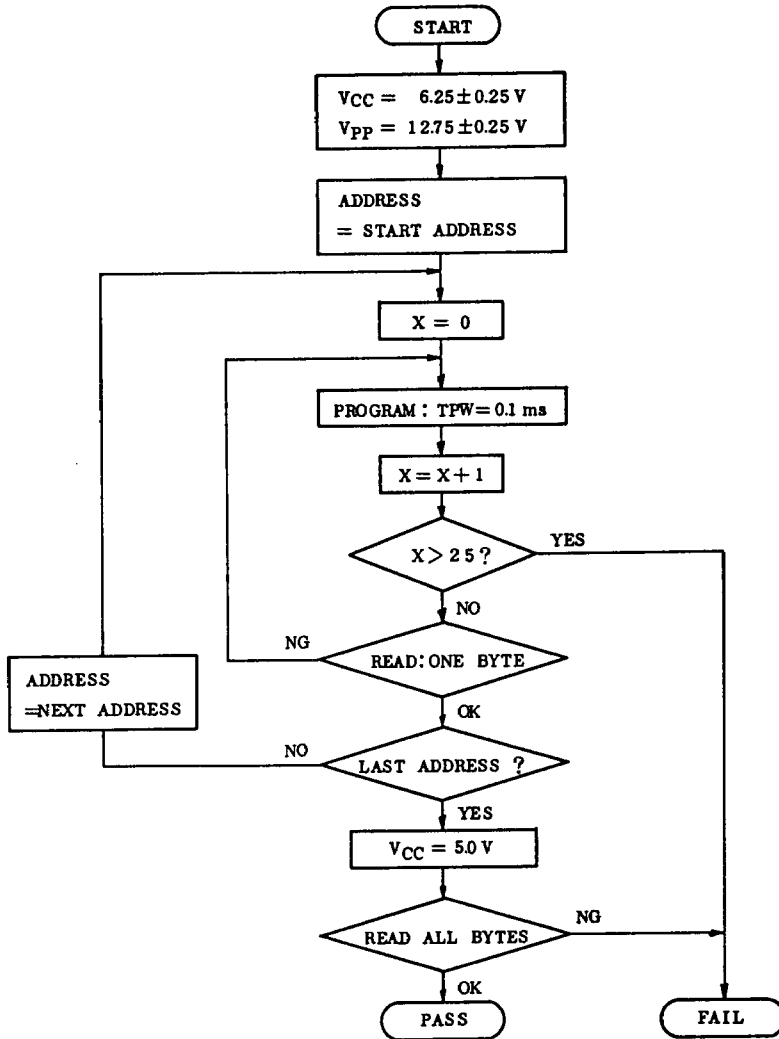 START
VCC = 6.25±0.25 V
VPP = 12.75±0.25 V
ADDRESS
= START ADDRESS
X = 0
PROGRAM: TPW=0.1 ms
X=X+1
X>25?
YES
NO
NG
READ:ONE BYTE
ADDRESS
=NEXT ADDRESS
OK
NO
LAST ADDRESS ?
YES
VCC = 5.0 V
READ ALL BYTES
NG
OK
PASS
FAIL